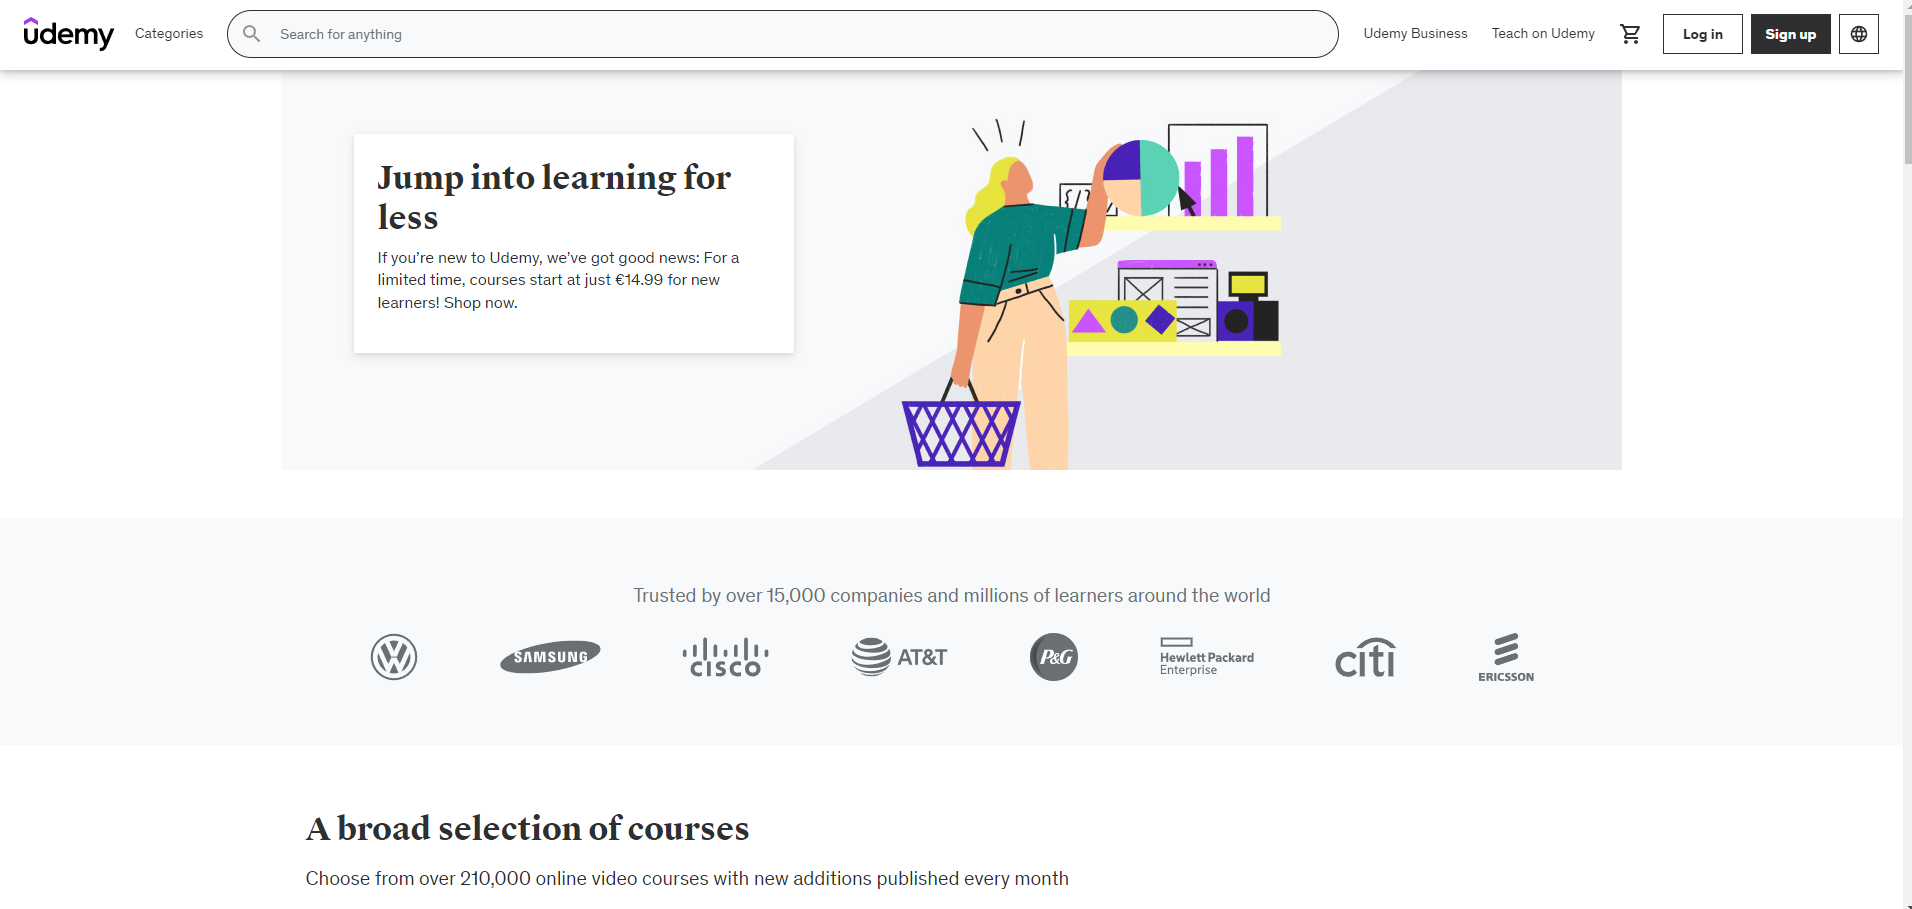 udemy
Categories
Search for anything
Udemy Business
Teach on Udemy
Log in
Sign up
Jump into learning for
less
If you’re new to Udemy, we’ve got good news: For a
limited time, courses start at just €14.99 for new
learners! Shop now.
Trusted by over 15,000 companies and millions of learners around the world
VW
SAMSUNG
CISCO
AT&T
P&G
Hewlett Packard
Enterprise
citi
ERICSSON
A broad selection of courses
Choose from over 210,000 online video courses with new additions published every month